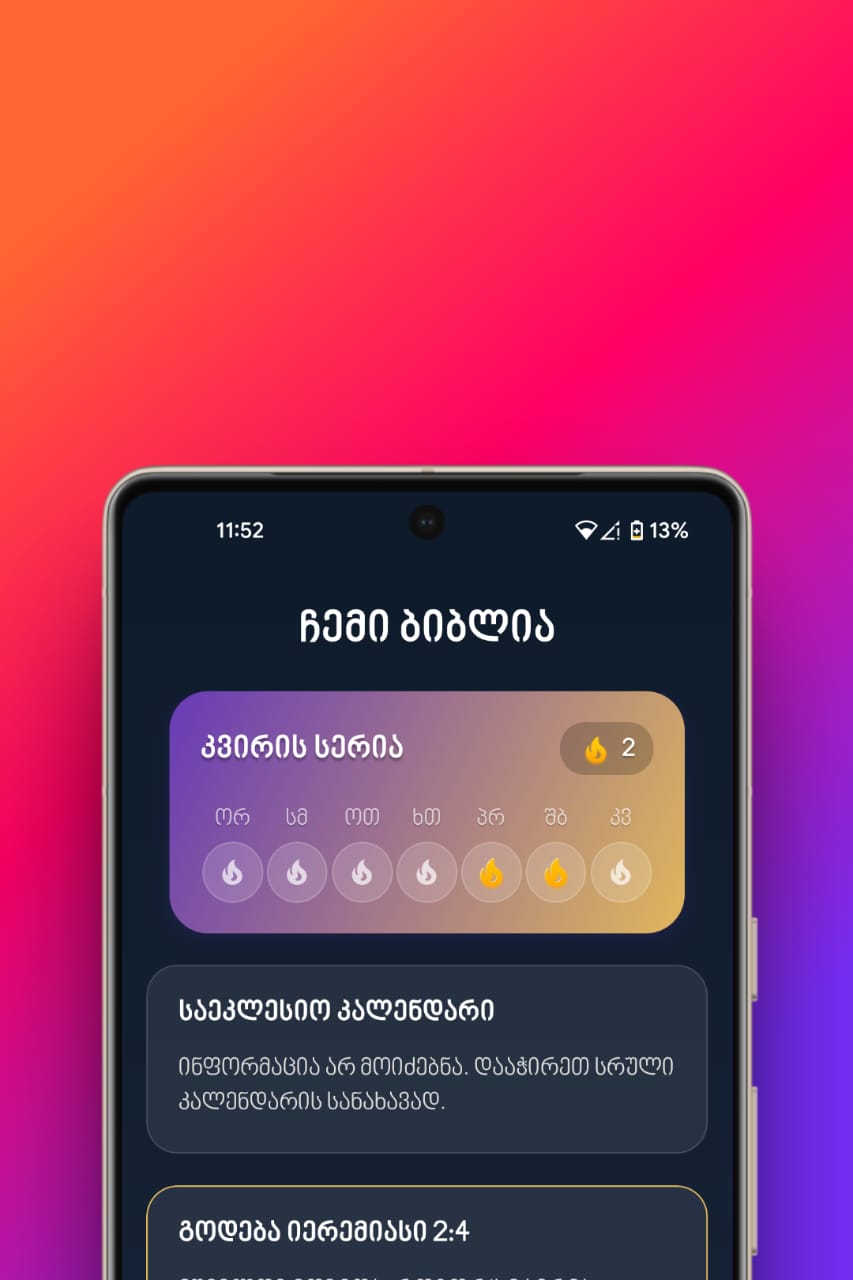 11:52
13%
ჩემი ბიბლია
კვირის სერია
2
ორ სმ ოთ ხთ პრ შბ კვ
საეკლესიო კალენდარი
ინფორმაცია არ მოიძებნა. დააჭირეთ სრული
კალენდარის სანახავად.
გოდება იერემიასი 2:4